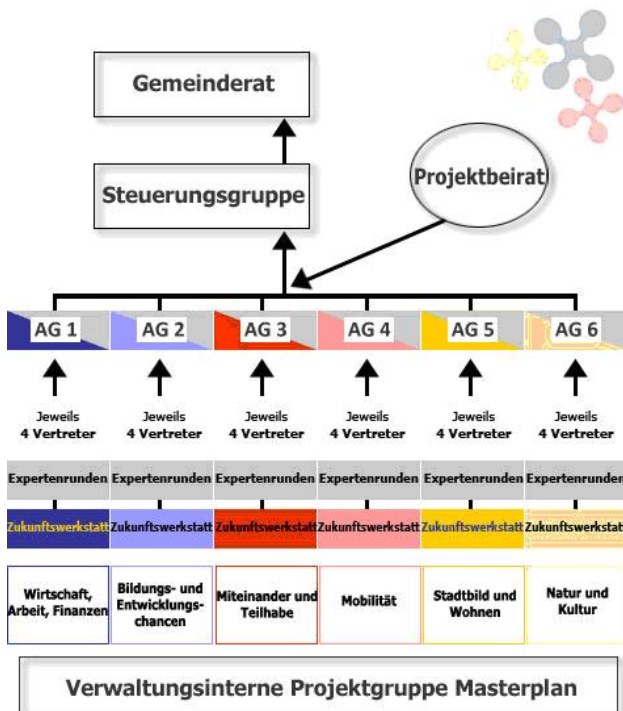 Gemeinderat
Steuerungsgruppe
Projektbeirat
AG 1 AG 2 AG 3 AG 4 AG 5 AG 6
Jeweils Jeweils Jeweils Jeweils Jeweils Jeweils
4 Vertreter 4 Vertreter 4 Vertreter 4 Vertreter 4 Vertreter 4 Vertreter
Expertenrunden Expertenrunden Expertenrunden Expertenrunden Expertenrunden Expertenrunden
Zukunftswerkstatt Zukunftswerkstatt Zukunftswerkstatt Zukunftswerkstatt Zukunftswerkstatt Zukunftswerkstatt
Wirtschaft,
Arbeit, Finanzen
Bildungs- und
Entwicklungs-
chancen
Miteinander und
Teilhabe
Mobilität
Stadtbild und
Wohnen
Natur und
Kultur
Verwaltungsinterne Projektgruppe Masterplan